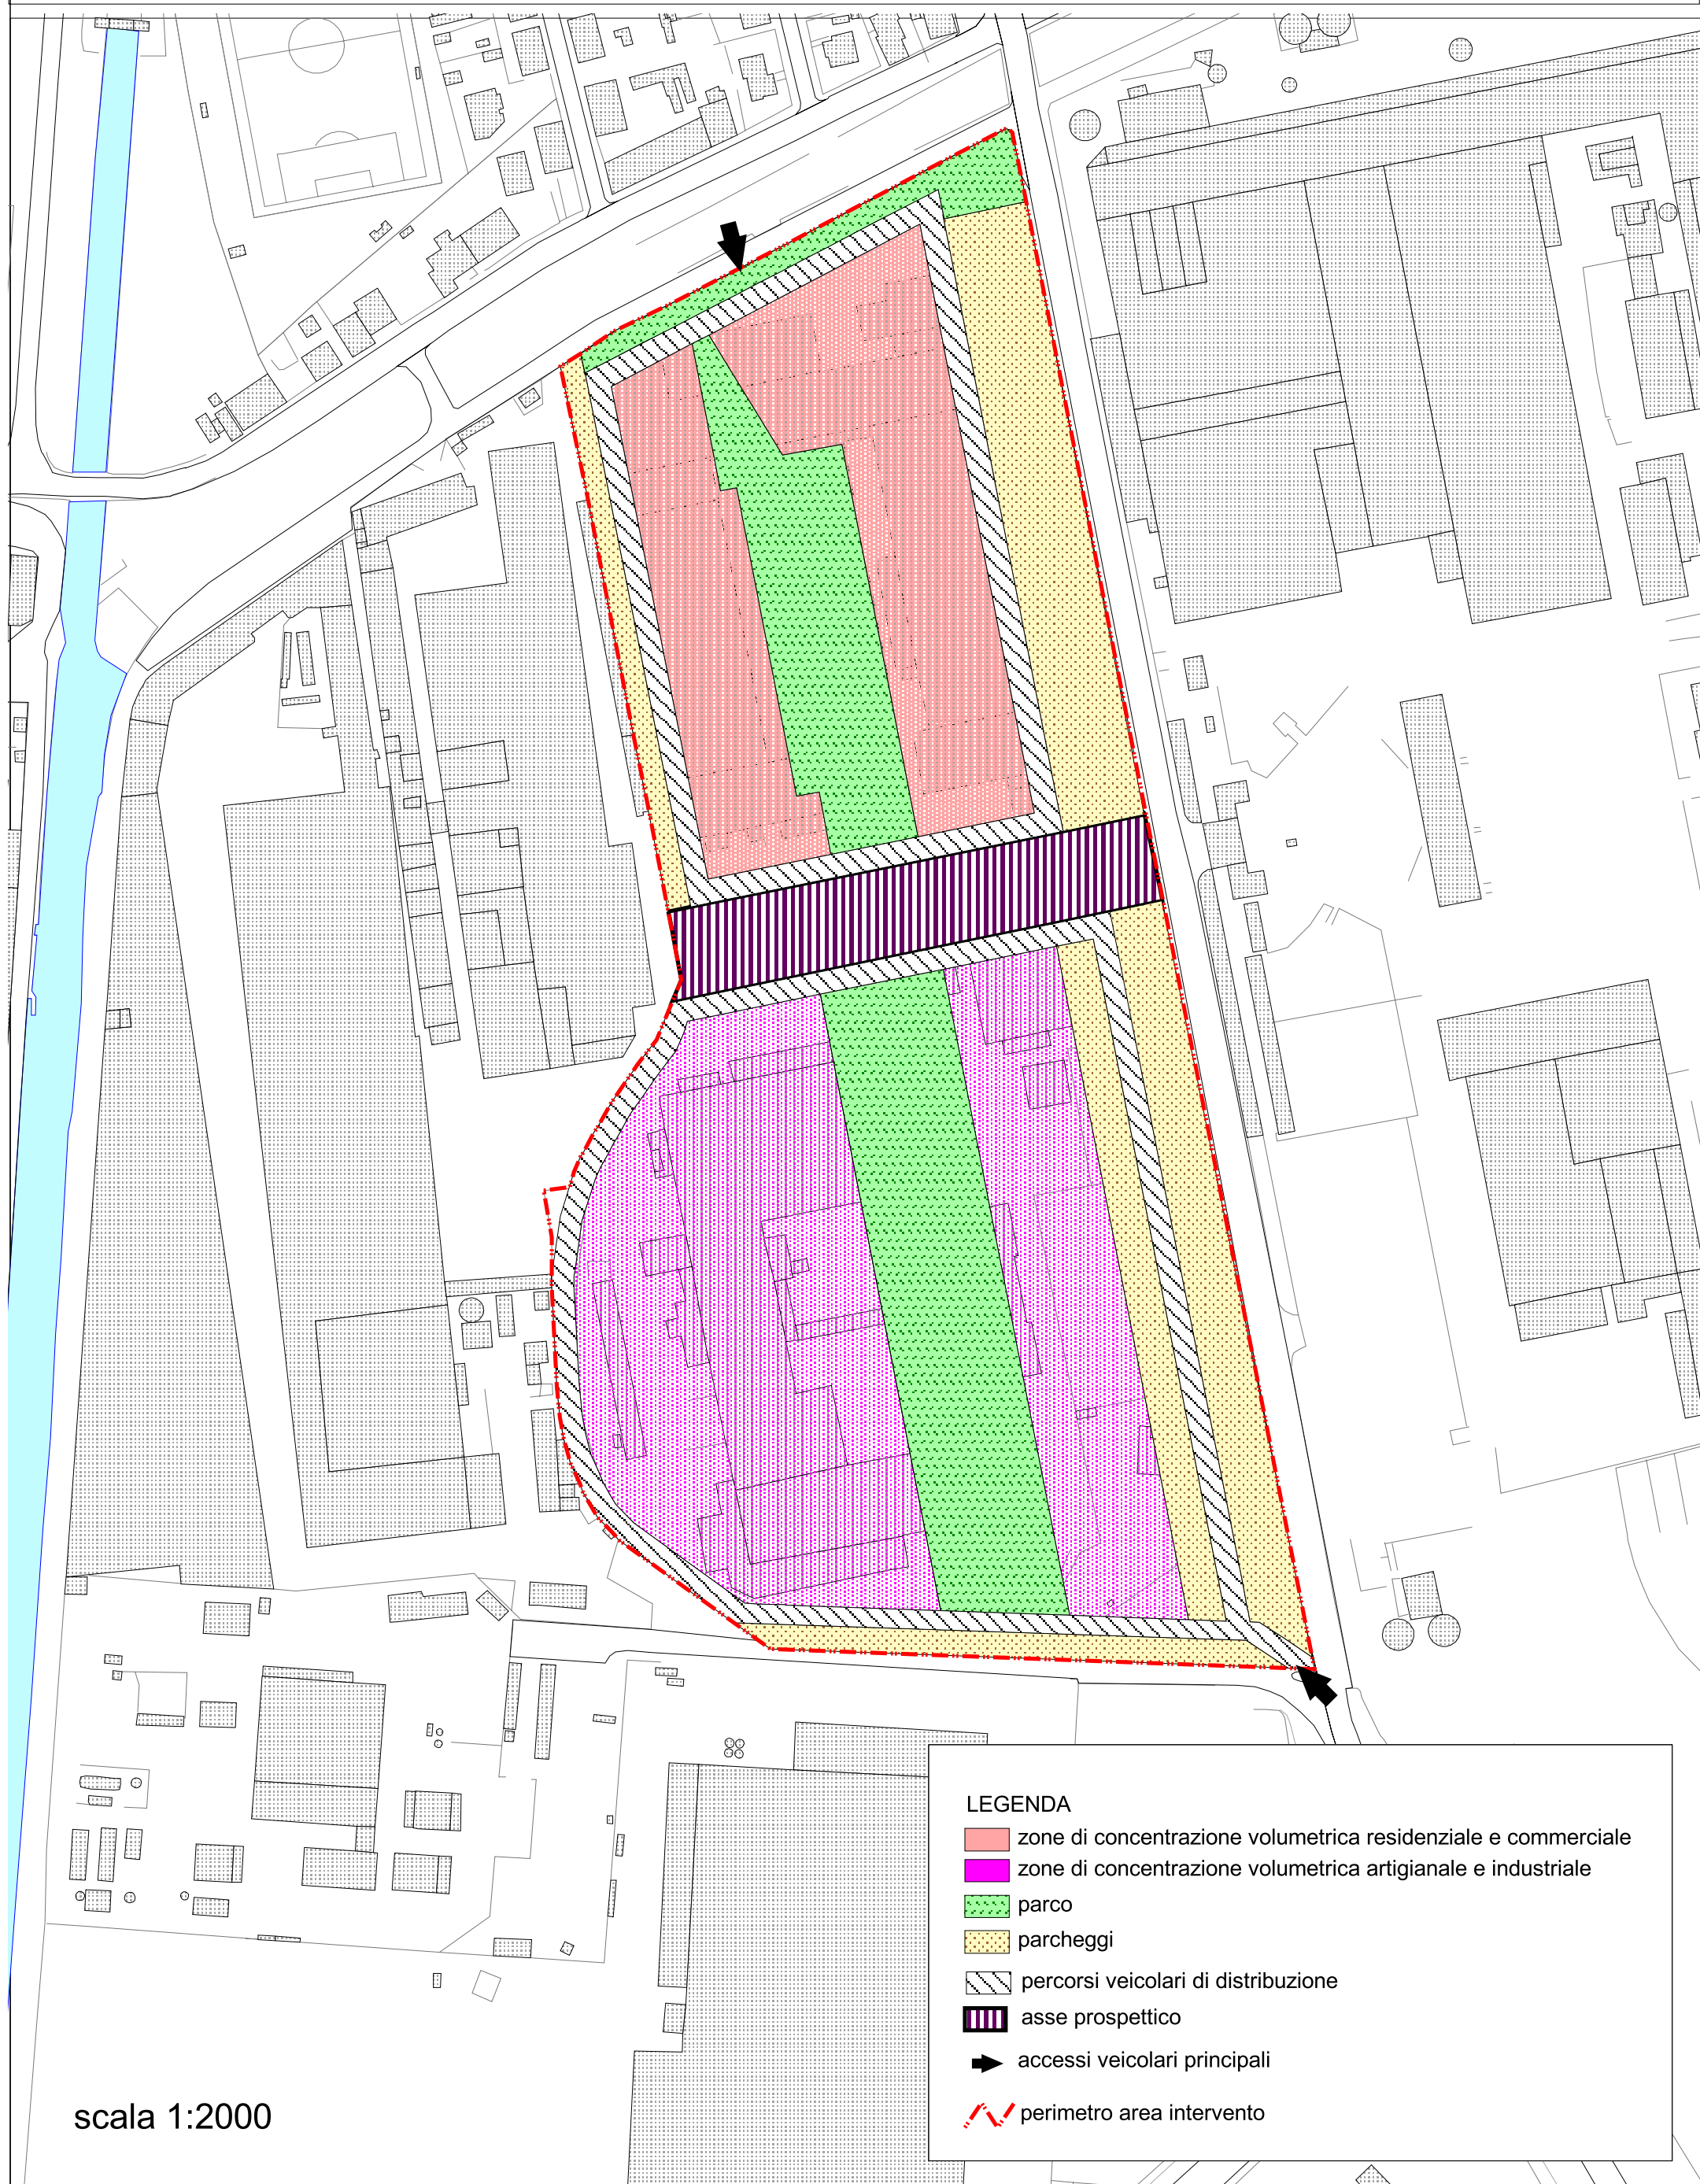 LEGENDA
zone di concentrazione volumetrica residenziale e commerciale
zone di concentrazione volumetrica artigianale e industriale
parco
parcheggi
percorsi veicolari di distribuzione
asse prospettico
accessi veicolari principali
perimetro area intervento
scala 1:2000